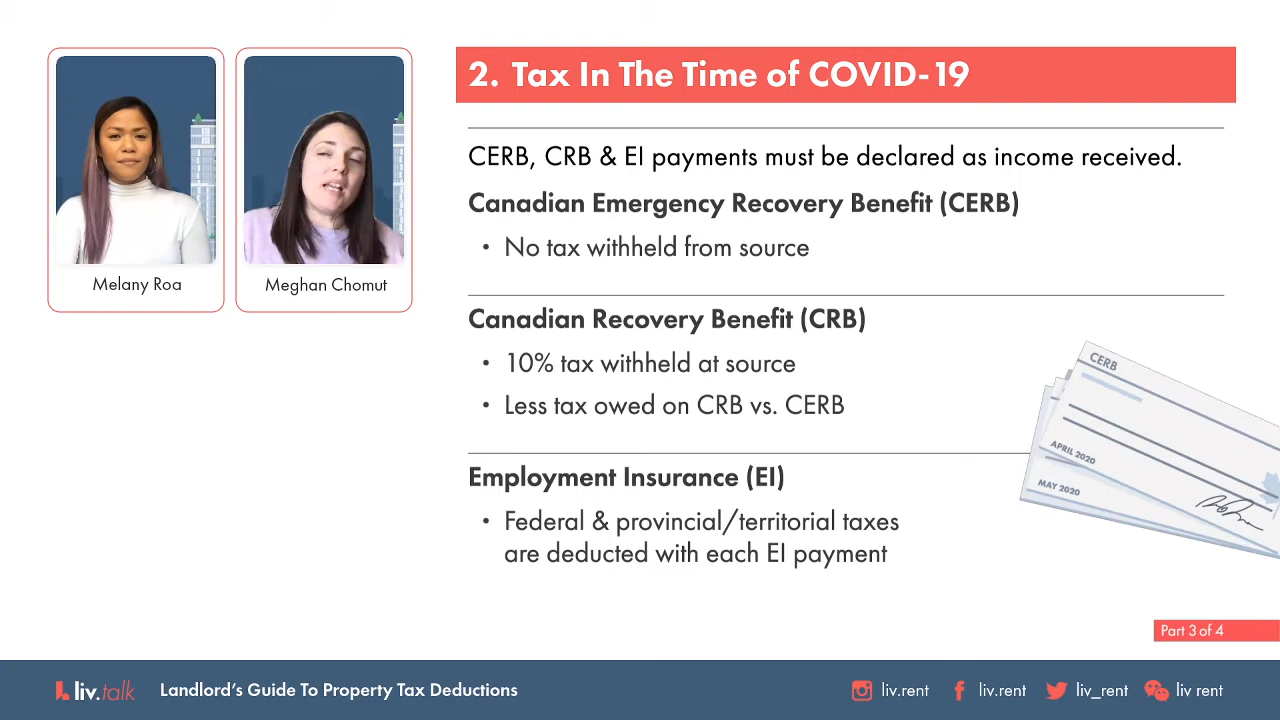 Melany Roa
Meghan Chomut
2. Tax In The Time of COVID-19
CERB, CRB & EI payments must be declared as income received.
Canadian Emergency Recovery Benefit (CERB)
• No tax withheld from source
Canadian Recovery Benefit (CRB)
• 10% tax withheld at source
• Less tax owed on CRB vs. CERB
Employment Insurance (EI)
• Federal & provincial/territorial taxes
are deducted with each EI payment
CERB
APRIL 2020
MAY 2020
Part 3 of 4
liv.talk
Landlord's Guide To Property Tax Deductions
liv.rent
liv.rent
liv_rent
liv rent